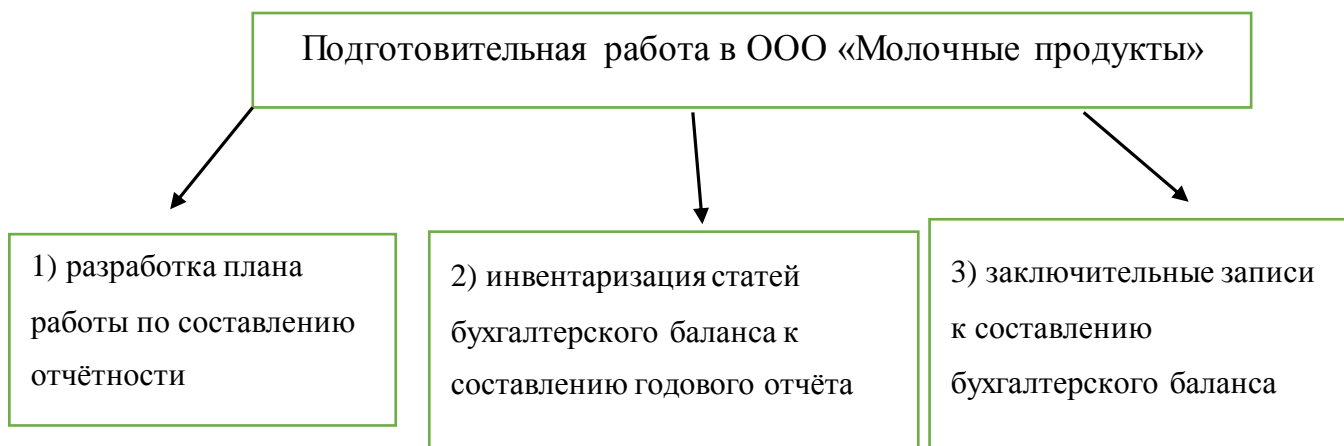 Подготовительная работа в ООО «Молочные продукты»
1) разработка плана
работы по составлению
отчётности
2) инвентаризация статей
бухгалтерского баланса к
составлению годового отчёта
3) заключительные записи
к составлению
бухгалтерского баланса